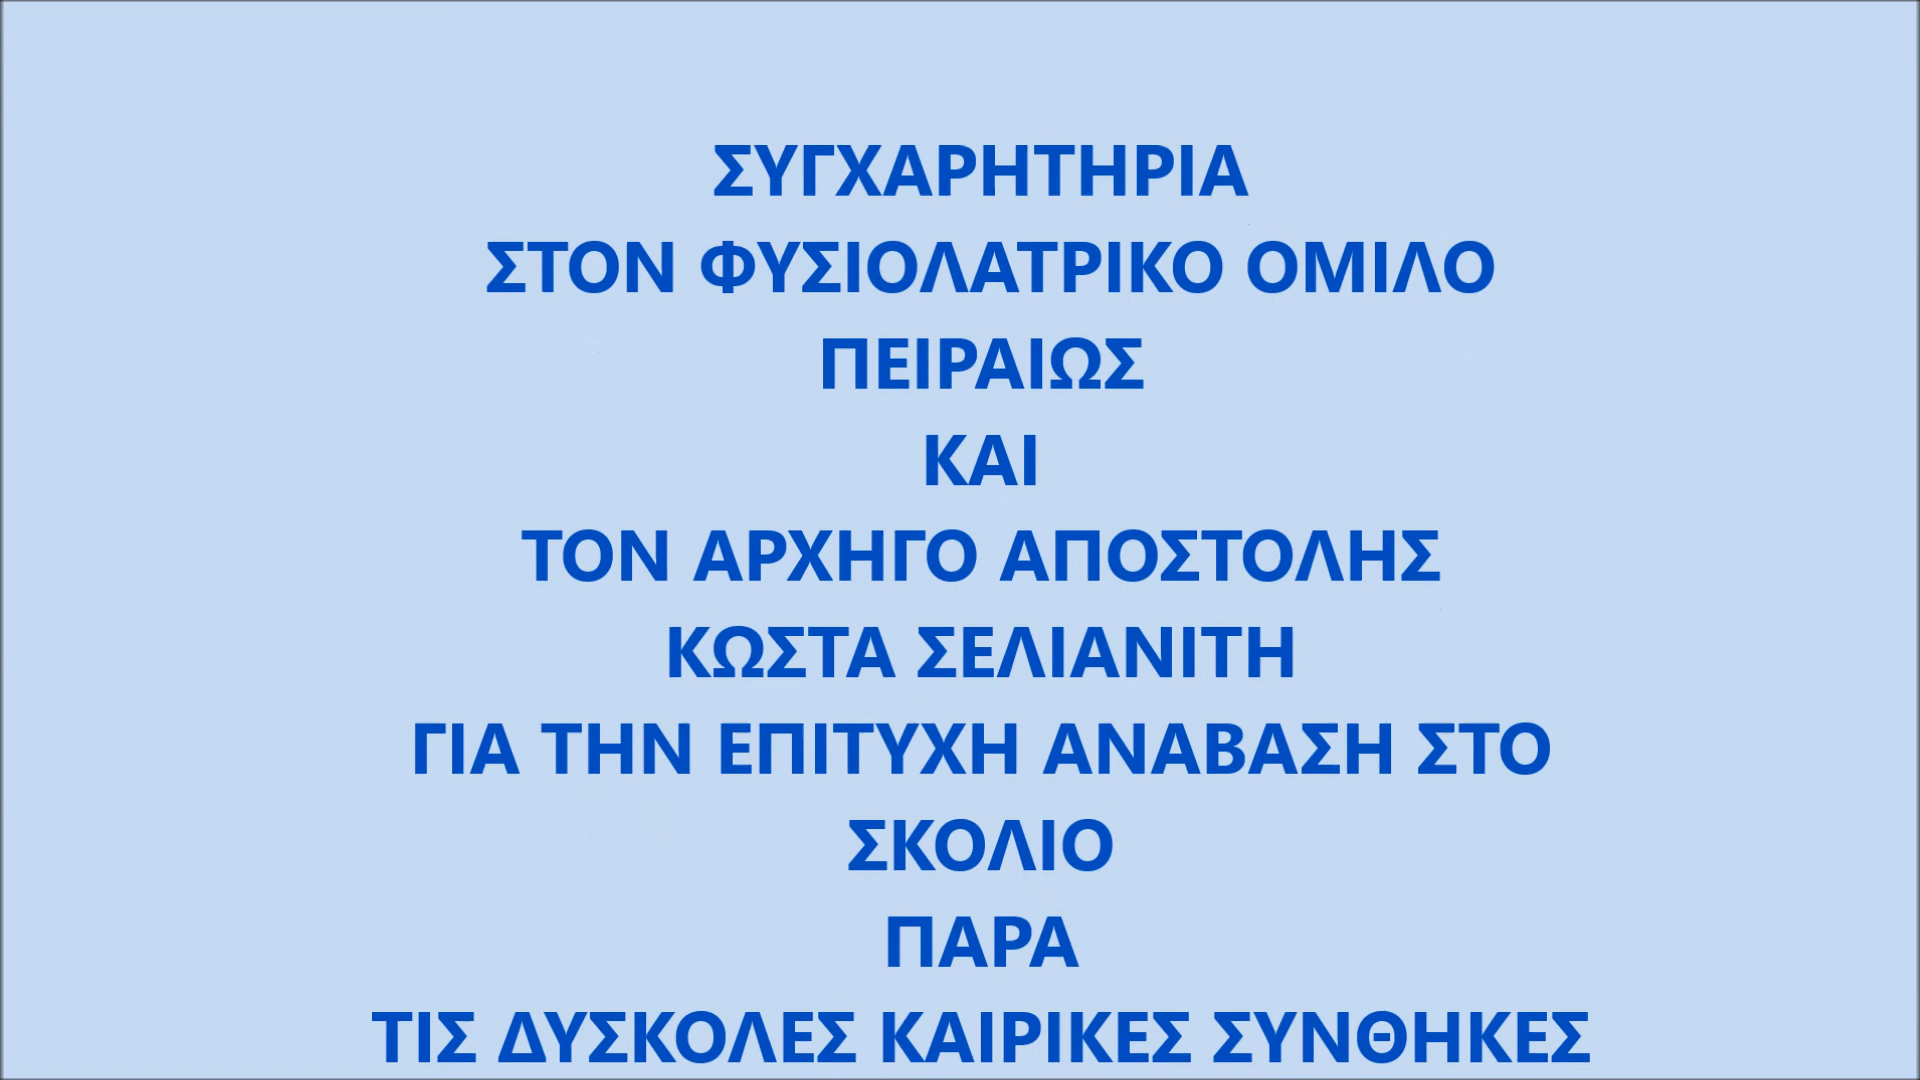 ΣΥΓΧΑΡΗΤΗΡΙΑ
ΣΤΟΝ ΦΥΣΙΟΛΑΤΡΙΚΟ ΟΜΙΛΟ
ΠΕΙΡΑΙΩΣ
ΚΑΙ
ΤΟΝ ΑΡΧΗΓΟ ΑΠΟΣΤΟΛΗΣ
ΚΩΣΤΑ ΣΕΛΙΑΝΙΤΗ
ΓΙΑ ΤΗΝ ΕΠΙΤΥΧΗ ΑΝΑΒΑΣΗ ΣΤΟ
ΣΚΟΛΙΟ
ΠΑΡΑ
ΤΙΣ ΔΥΣΚΟΛΕΣ ΚΑΙΡΙΚΕΣ ΣΥΝΘΗΚΕΣ